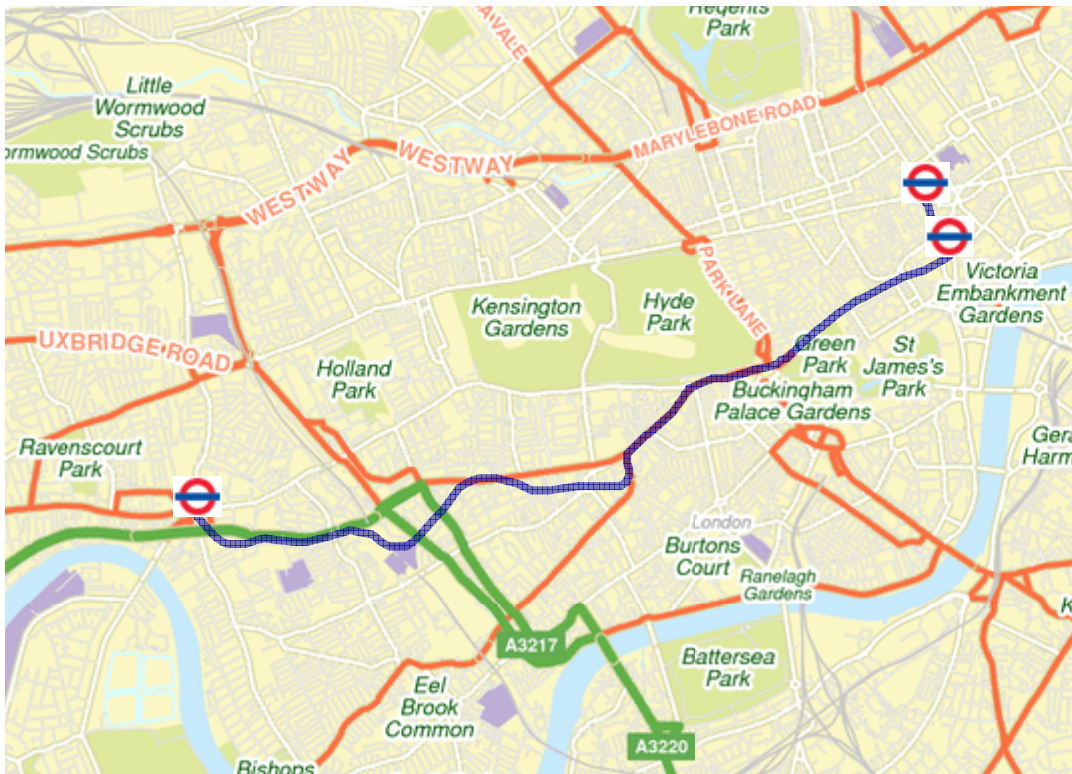 A VALE
Regents
Park
Little
Wormwood
Scrubs
ormwood Scrubs
MARYLEBONE ROAD
WESTWAY
WESTWAY
PARK LANE
Victoria
Embankment
Gardens
Kensington
Gardens
Hyde
Park
UXBRIDGE ROAD
Holland
Park
Green
Park
St
James's
Park
Buckingham
Palace Gardens
Ravenscourt
Park
Gera
Harm
London
Burtons
Court
Ranelagh
Gardens
K
A3217
Battersea
Park
Eel
Brook
Common
A3220
Bishops